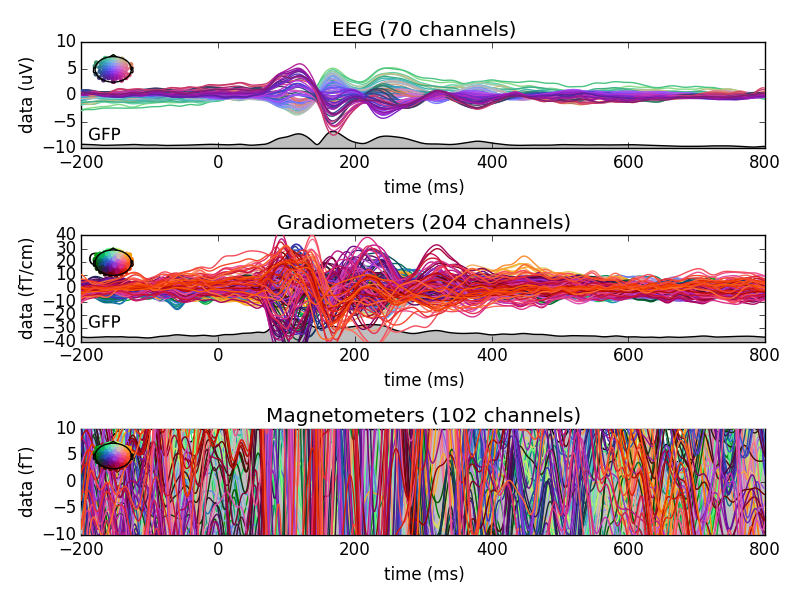 EEG (70 channels)
10
5
0
−5
−10
data (uV)
GFP
−200 0 200 400 600 800
time (ms)
Gradiometers (204 channels)
40
30
20
10
0
−10
−20
−30
−40
data (fT/cm)
GFP
−200 0 200 400 600 800
time (ms)
Magnetometers (102 channels)
10
5
0
−5
−10
data (fT)
−200 0 200 400 600 800
time (ms)